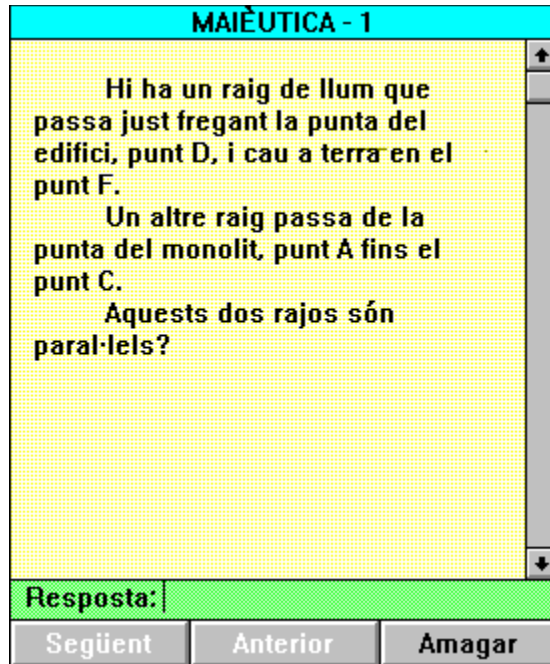 MAIÈUTICA - 1
Hi ha un raig de llum que
passa just fregant la punta del
edifici, punt D, i cau a terra en el
punt F.
Un altre raig passa de la
punta del monolit, punt A fins el
punt C.
Aquests dos rajos són
paral·lels?
Resposta:
Següent Anterior Amagar